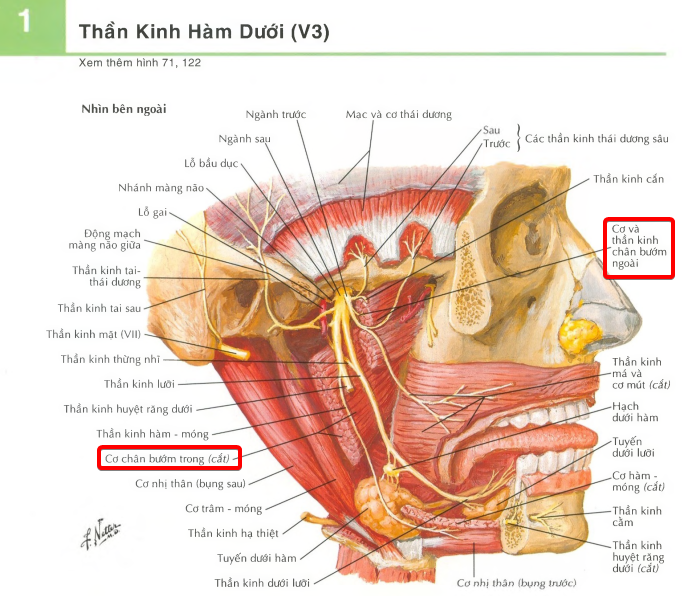 1
Thần Kinh Hàm Dưới (V3)
Xem thêm hình 71, 122
Nhìn bên ngoài
Ngành trước
Ngành sau
Lỗ bầu dục
Nhánh màng não
Lỗ gai
Động mạch
màng não giữa
Thần kinh tai-
thái dương
Thần kinh tai sau
Thần kinh mặt (VII)
Thần kinh thừng nhĩ
Thần kinh lưỡi
Thần kinh huyệt răng dưới
Thần kinh hàm - móng
Cơ chân bướm trong (cắt)
Cơ nhị thân (bụng sau)
Cơ trâm - móng
Thần kinh hạ thiệt
Tuyến dưới hàm
Thần kinh dưới lưỡi
Mạc và cơ thái dương
Sau
Trước
Các thần kinh thái dương sâu
Thần kinh cắn
Cơ và
thần kinh
chân bướm
ngoài
Thần kinh
má và
cơ mút (cắt)
Hạch
dưới hàm
Tuyến
dưới lưỡi
Cơ hàm -
móng (cắt)
Thần kinh
cằm
Thần kinh
huyệt răng
dưới (cắt)
Cơ nhị thân (bụng trước)
F. Netter
M.D.